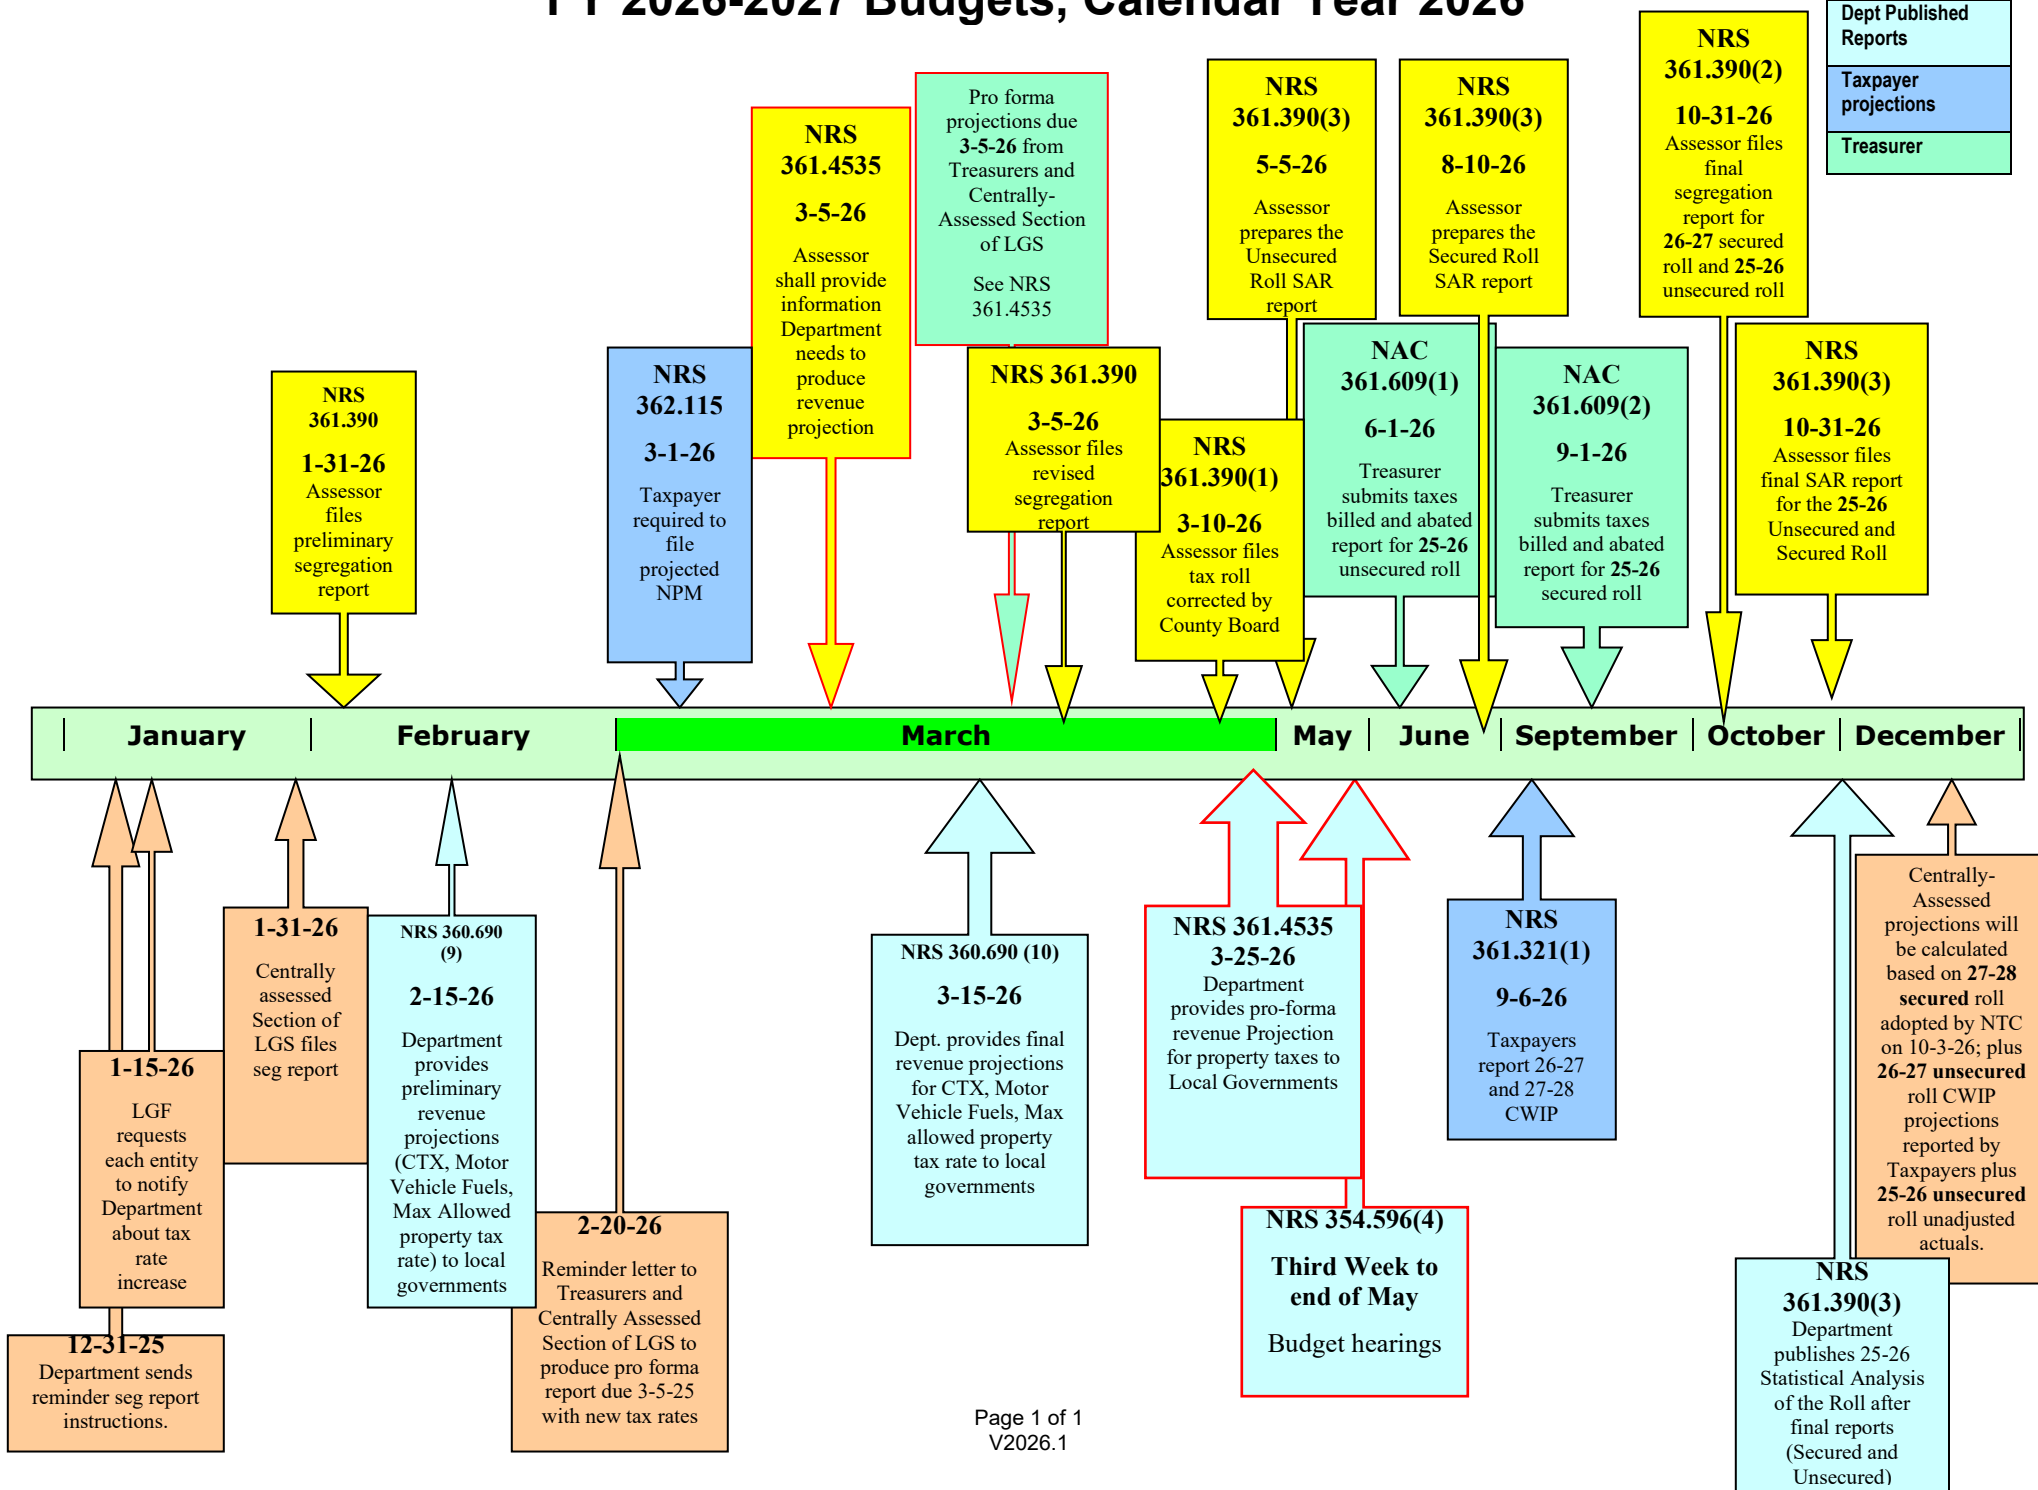 FY 2026-2027 Budgets, Calendar Year 2026
Dept Published
Reports
Taxpayer
projections
Treasurer
NRS
361.390
1-31-26
Assessor
files
preliminary
segregation
report
NRS
362.115
3-1-26
Taxpayer
required to
file
projected
NPM
NRS
361.4535
3-5-26
Assessor
shall provide
information
Department
needs to
produce
revenue
projection
Pro forma
projections due
3-5-26 from
Treasurers and
Centrally-
Assessed Section
of LGS
See NRS
361.4535
NRS 361.390
3-5-26
Assessor files
revised
segregation
report
NRS
361.390(1)
3-10-26
Assessor files
tax roll
corrected by
County Board
NRS
361.390(3)
5-5-26
Assessor
prepares the
Unsecured
Roll SAR
report
NAC
361.609(1)
6-1-26
Treasurer
submits taxes
billed and abated
report for 25-26
unsecured roll
NRS
361.390(3)
8-10-26
Assessor
prepares the
Secured Roll
SAR report
NAC
361.609(2)
9-1-26
Treasurer
submits taxes
billed and abated
report for 25-26
secured roll
NRS
361.390(2)
10-31-26
Assessor files
final
segregation
report for
26-27 secured
roll and 25-26
unsecured roll
NRS
361.390(3)
10-31-26
Assessor files
final SAR report
for the 25-26
Unsecured and
Secured Roll
January
February
March
May
June
September
October
December
12-31-25
Department sends
reminder seg report
instructions.
1-15-26
LGF
requests
each entity
to notify
Department
about tax
rate
increase
1-31-26
Centrally
assessed
Section of
LGS files
seg report
NRS 360.690
(9)
2-15-26
Department
provides
preliminary
revenue
projections
(CTX, Motor
Vehicle Fuels,
Max Allowed
property tax
rate) to local
governments
2-20-26
Reminder letter to
Treasurers and
Centrally Assessed
Section of LGS to
produce pro forma
report due 3-5-25
with new tax rates
NRS 360.690 (10)
3-15-26
Dept. provides final
revenue projections
for CTX, Motor
Vehicle Fuels, Max
allowed property
tax rate to local
governments
NRS 361.4535
3-25-26
Department
provides pro-forma
revenue Projection
for property taxes to
Local Governments
NRS 354.596(4)
Third Week to
end of May
Budget hearings
NRS
361.321(1)
9-6-26
Taxpayers
report 26-27
and 27-28
CWIP
Centrally-
Assessed
projections will
be calculated
based on 27-28
secured roll
adopted by NTC
on 10-3-26; plus
26-27 unsecured
roll CWIP
projections
reported by
Taxpayers plus
25-26 unsecured
roll unadjusted
actuals.
NRS
361.390(3)
Department
publishes 25-26
Statistical Analysis
of the Roll after
final reports
(Secured and
Unsecured)
Page 1 of 1
V2026.1